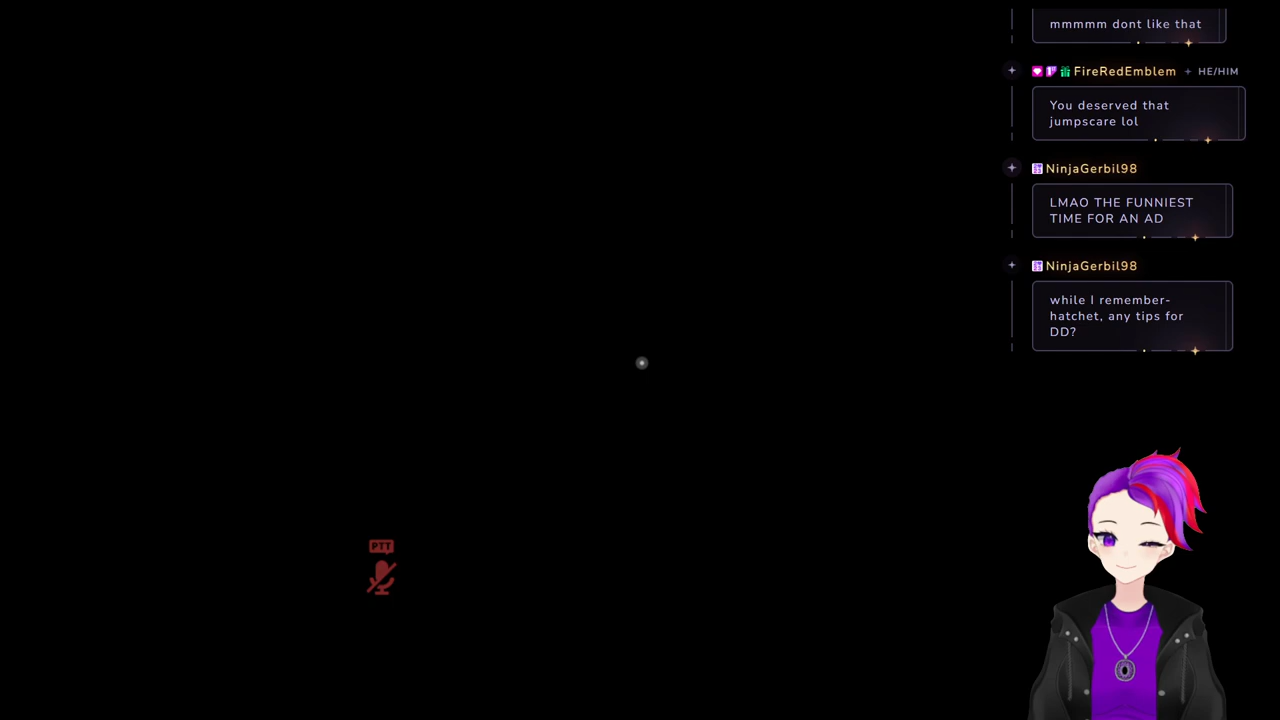 mmmmm dont like that
FireRedEmblem HE/HIM
You deserved that
jumpscare lol
NinjaGerbil98
LMAO THE FUNNIEST
TIME FOR AN AD
NinjaGerbil98
while I remember-
hatchet, any tips for
DD?
PTT